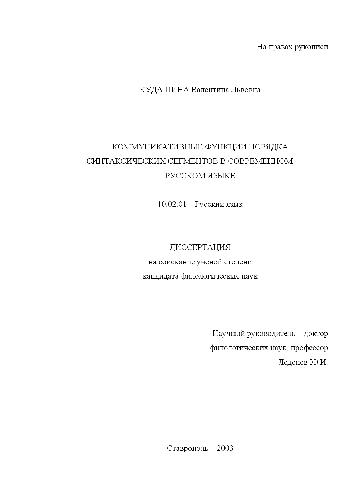 На правах рукописи
КУДАШИНА Валентина Львовна
КОММУНИКАТИВНЫЕ ФУНКЦИИ ПОРЯДКА
СИНТАКСИЧЕСКИХ СЕГМЕНТОВ В СОВРЕМЕННОМ
РУССКОМ ЯЗЫКЕ
10.02.01 – Русский язык
ДИССЕРТАЦИЯ
на соискание ученой степени
кандидата филологических наук
Научный руководитель – доктор
филологических наук, профессор
Леденев Ю.И.
Ставрополь – 2003